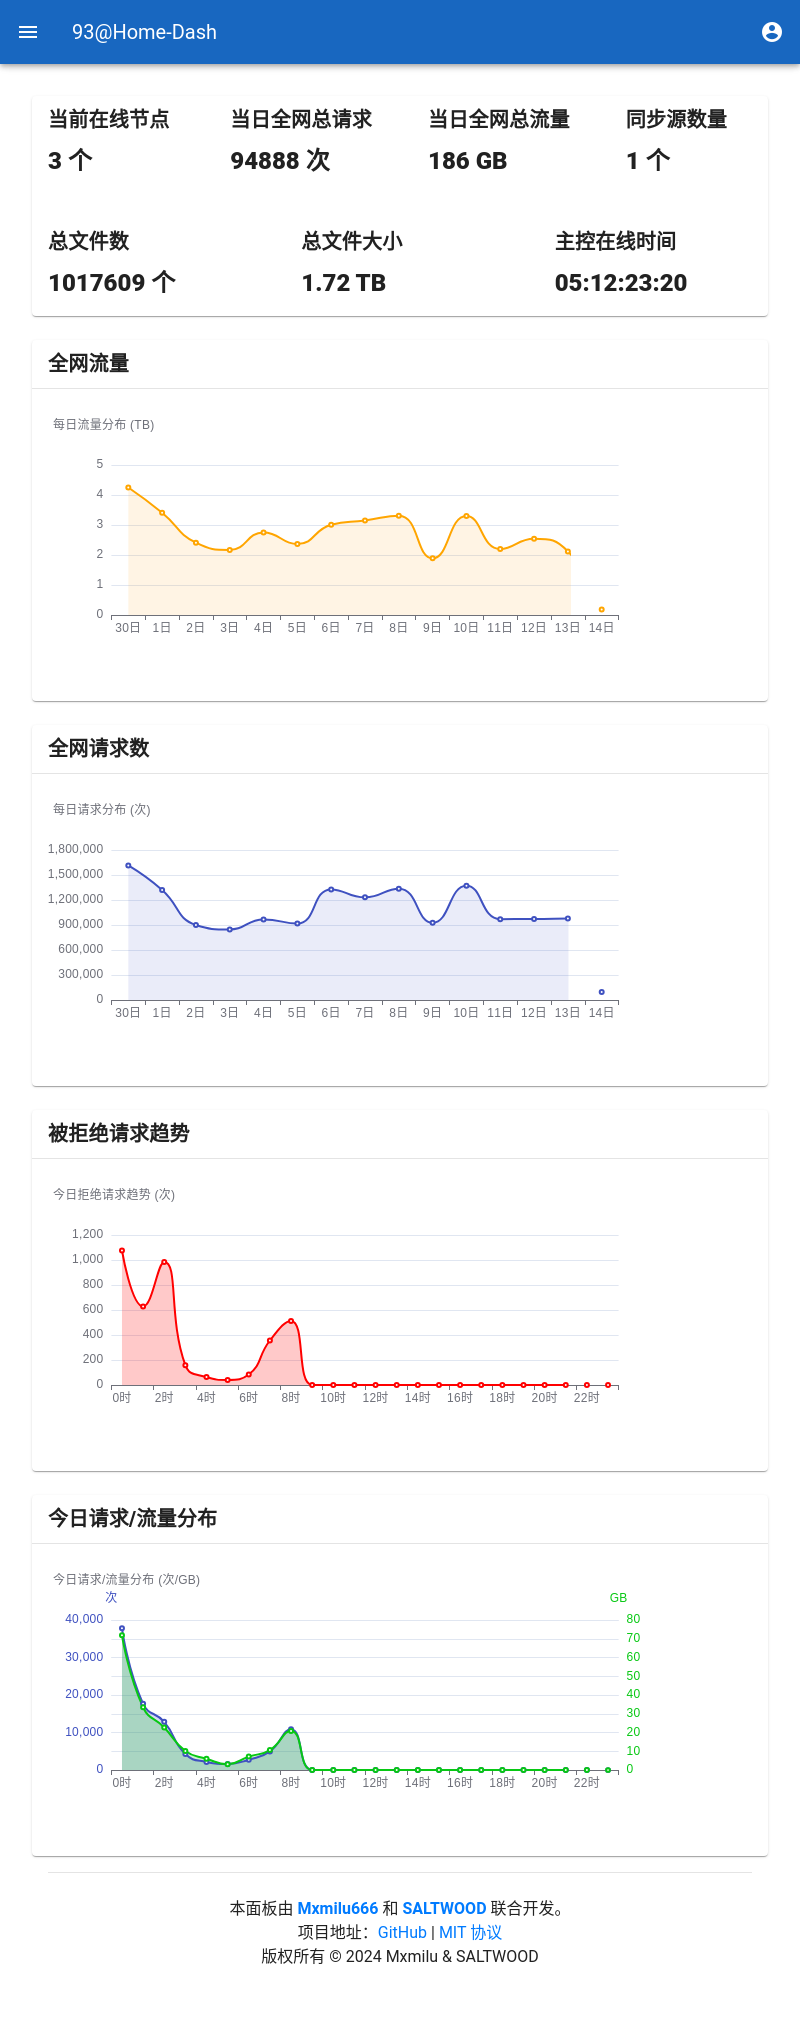 93@Home-Dash
当前在线节点 当日全网总请求 当日全网总流量 同步源数量
3 个 94888 次 186 GB 1 个
总文件数 总文件大小 主控在线时间
1017609 个 1.72 TB 05:12:23:20
全网流量
每日流量分布 (TB)
5
4
3
2
1
0
30日 1日 2日 3日 4日 5日 6日 7日 8日 9日 10日 11日 12日 13日 14日
全网请求数
每日请求分布 (次)
1,800,000
1,500,000
1,200,000
900,000
600,000
300,000
0
30日 1日 2日 3日 4日 5日 6日 7日 8日 9日 10日 11日 12日 13日 14日
被拒绝请求趋势
今日拒绝请求趋势 (次)
1,200
1,000
800
600
400
200
0
0时 2时 4时 6时 8时 10时 12时 14时 16时 18时 20时 22时
今日请求/流量分布
今日请求/流量分布 (次/GB)
次 GB
40,000 80
70
30,000 60
50
20,000 40
30
10,000 20
10
0 0
0时 2时 4时 6时 8时 10时 12时 14时 16时 18时 20时 22时
本面板由 Mxmilu666 和 SALTWOOD 联合开发。
项目地址：GitHub | MIT 协议
版权所有 © 2024 Mxmilu & SALTWOOD